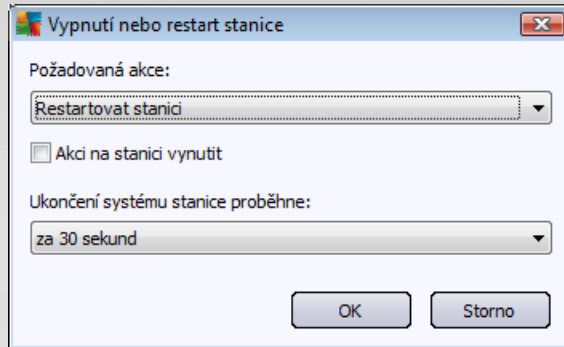 Vypnutí nebo restart stanice
Požadovaná akce:
Restartovat stanici
Akci na stanici vynutit
Ukončení systému stanice proběhne:
za 30 sekund
OK
Storno